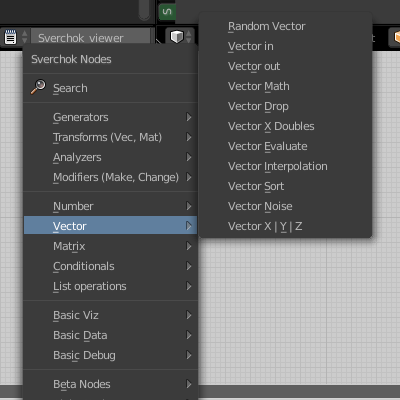 Sverchok_viewer
Sverchok Nodes
Search
Generators
Transforms (Vec, Mat)
Analyzers
Modifiers (Make, Change)
Number
Vector
Matrix
Conditionals
List operations
Basic Viz
Basic Data
Basic Debug
Beta Nodes
Random Vector
Vector in
Vector out
Vector Math
Vector Drop
Vector X Doubles
Vector Evaluate
Vector Interpolation
Vector Sort
Vector Noise
Vector X | Y | Z